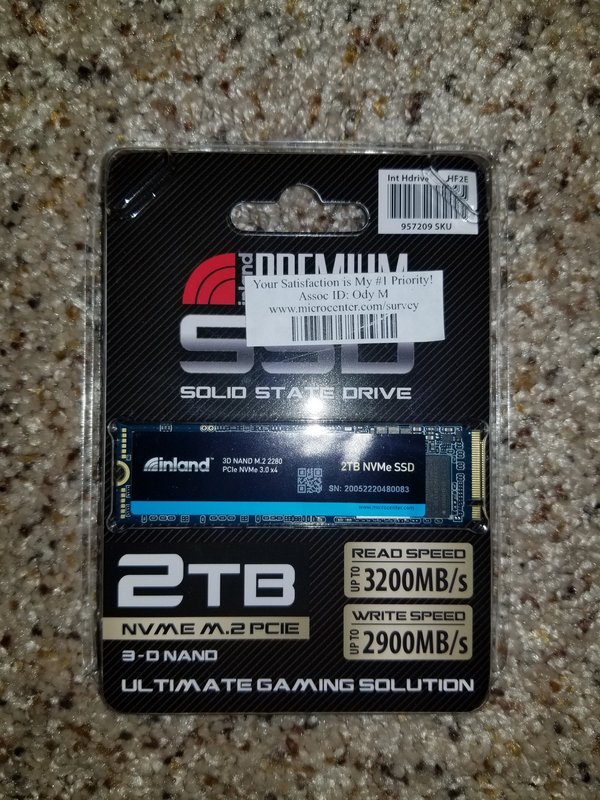 Int Hdrive HF2E
957209 SKU
inland PREMIUM
Your Satisfaction is My #1 Priority!
Assoc ID: Ody M
www.microcenter.com/survey
SSD
SOLID STATE DRIVE
inland™
3D NAND M.2 2280
PCIe NVMe 3.0 x4
2TB NVMe SSD
SN: 20052220480083
www.microcenter.com
2TB
NVME M.2 PCIE
3-D NAND
READ SPEED
UP TO 3200MB/s
WRITE SPEED
UP TO 2900MB/s
ULTIMATE GAMING SOLUTION